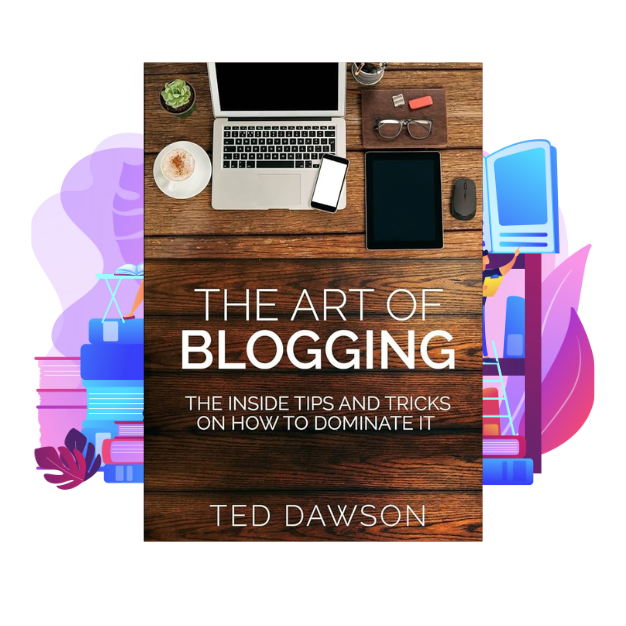 THE ART OF
BLOGGING
THE INSIDE TIPS AND TRICKS
ON HOW TO DOMINATE IT
TED DAWSON